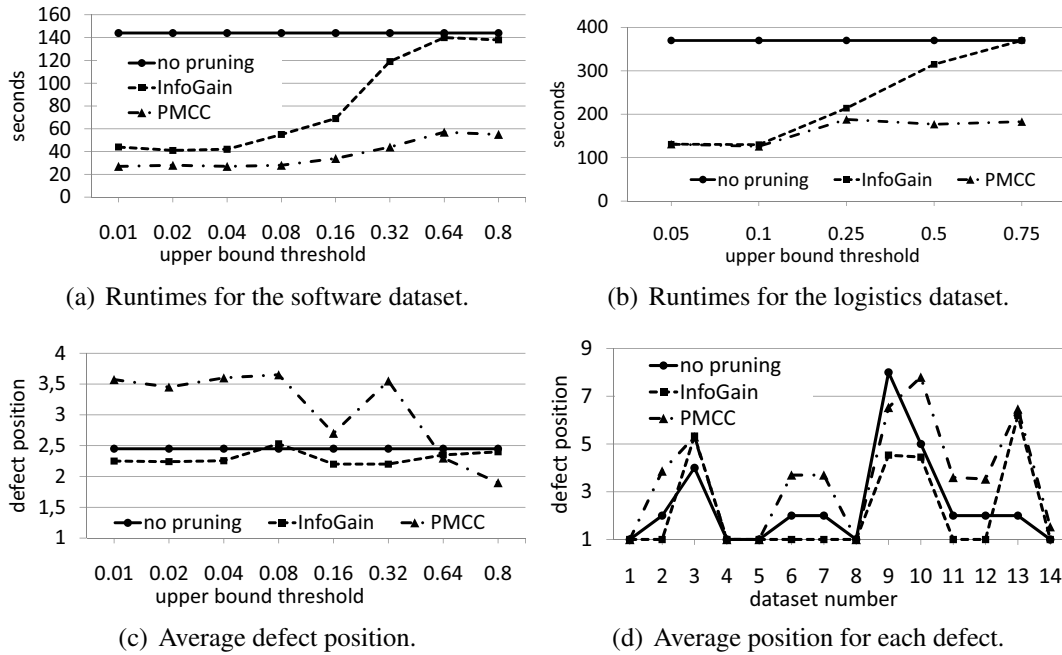 160
140
120
100
80
60
40
20
0
seconds
no pruning
InfoGain
PMCC
0.01 0.02 0.04 0.08 0.16 0.32 0.64 0.8
upper bound threshold
(a) Runtimes for the software dataset.
400
300
200
100
0
seconds
no pruning InfoGain PMCC
0.05 0.1 0.25 0.5 0.75
upper bound threshold
(b) Runtimes for the logistics dataset.
4
3,5
3
2,5
2
1,5
1
defect position
no pruning InfoGain PMCC
0.01 0.02 0.04 0.08 0.16 0.32 0.64 0.8
upper bound threshold
(c) Average defect position.
9
7
5
3
1
defect position
no pruning
InfoGain
PMCC
1 2 3 4 5 6 7 8 9 10 11 12 13 14
dataset number
(d) Average position for each defect.